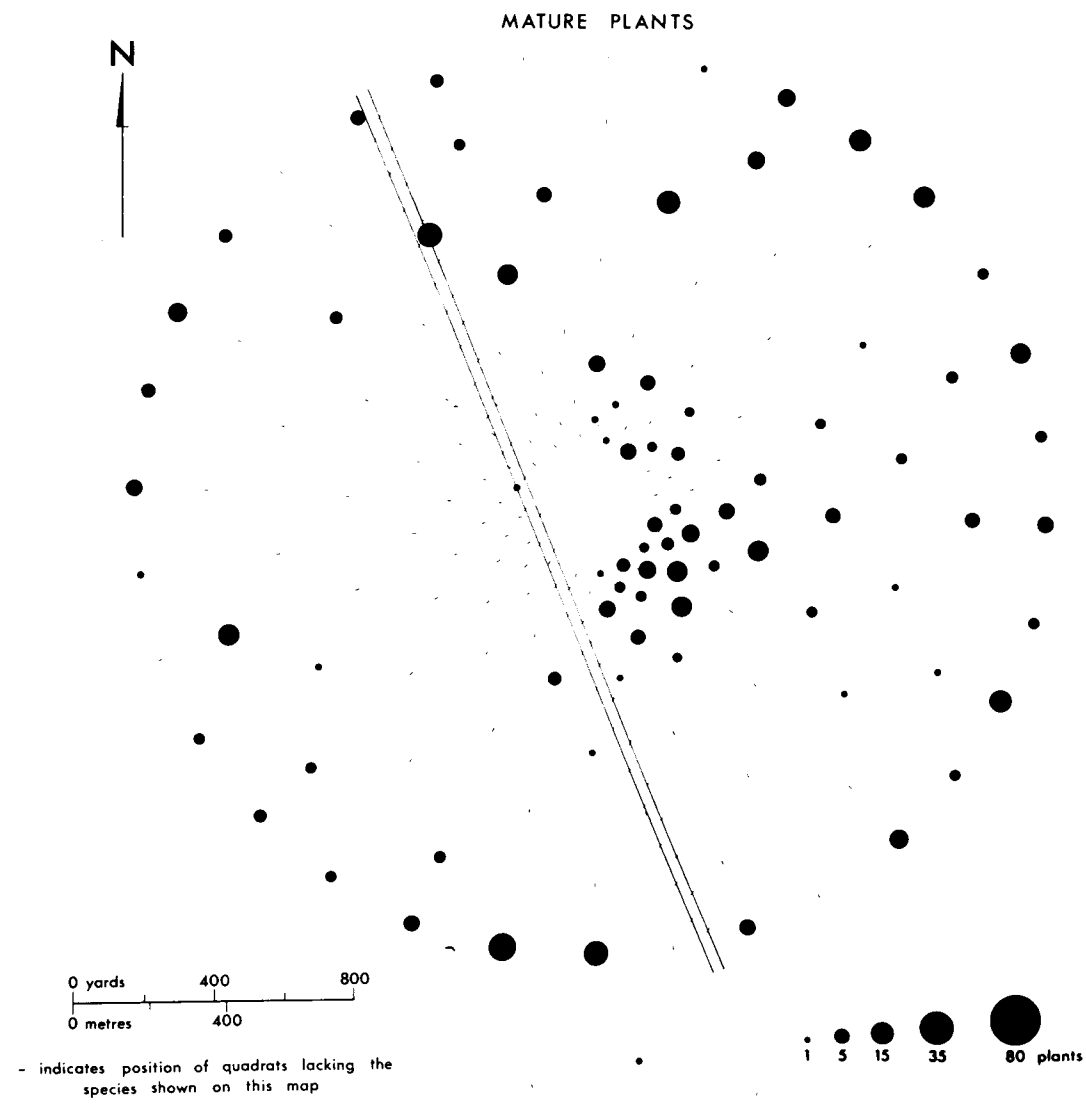 MATURE PLANTS
N
0 yards 400 800
0 metres 400
- indicates position of quadrats lacking the
species shown on this map
1 5 15 35 80 plants